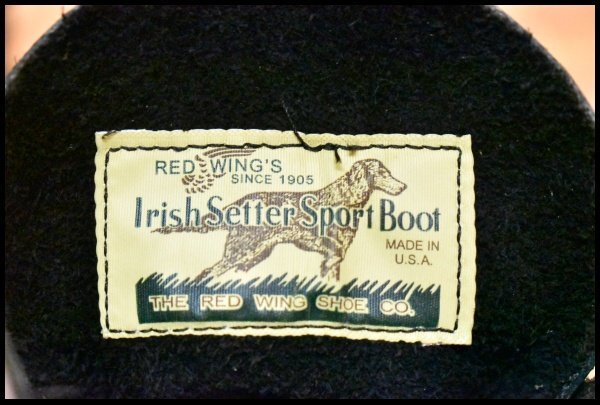 RED WING'S
SINCE 1905
Irish Setter Sport Boot
MADE IN
U.S.A.
THE RED WING SHOE CO.